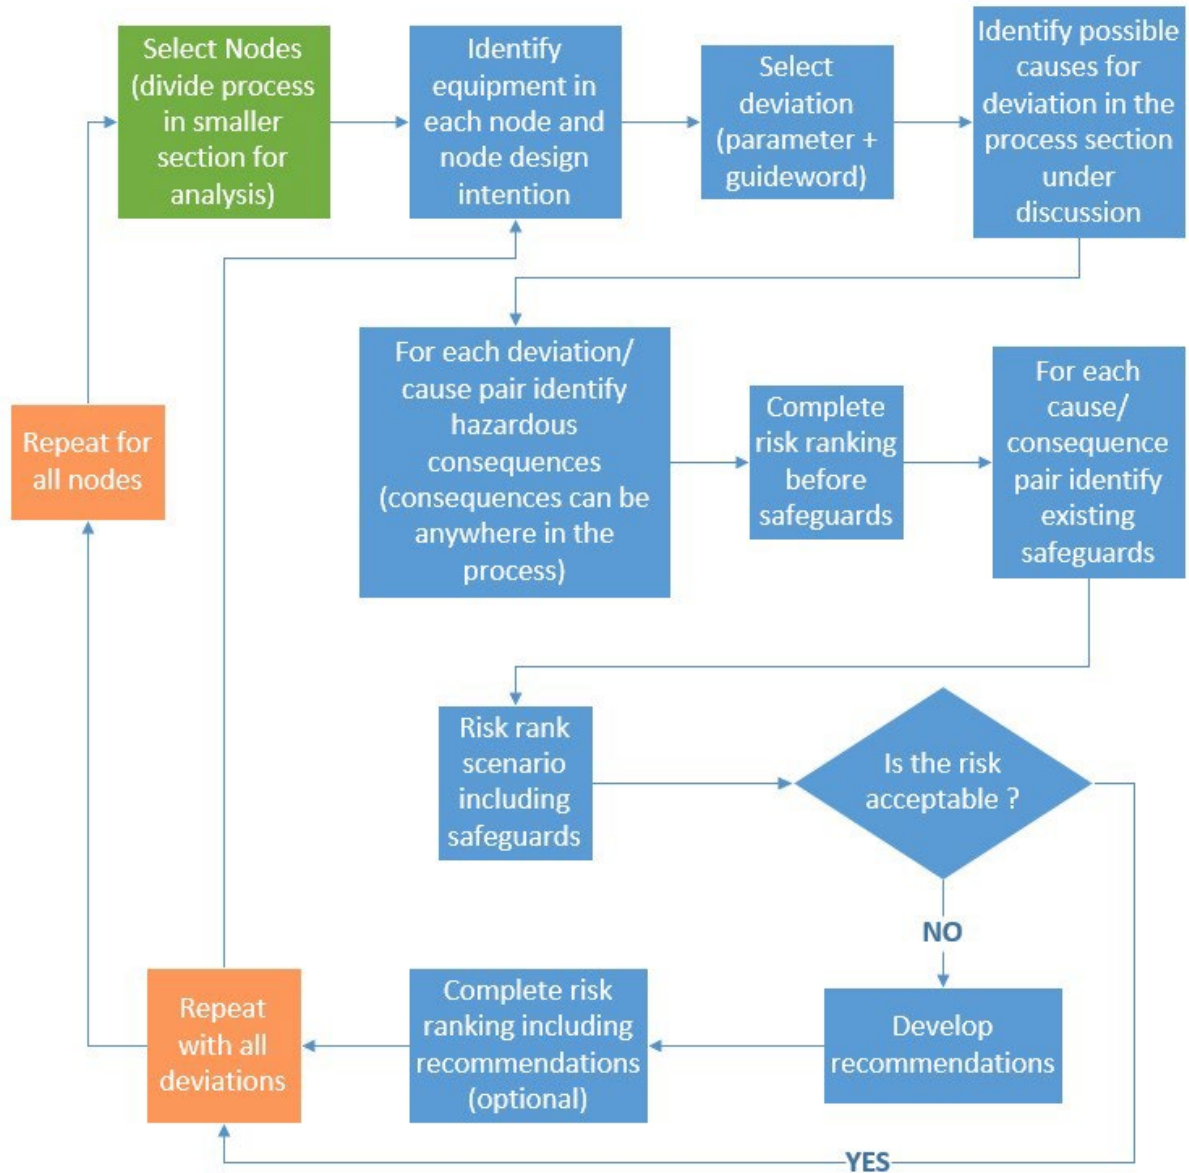 Select Nodes
(divide process
in smaller
section for
analysis)
Identify
equipment in
each node and
node design
intention
Select
deviation
(parameter +
guideword)
Identify possible
causes for
deviation in the
process section
under
discussion
For each deviation/
cause pair identify
hazardous
consequences
(consequences can be
anywhere in the
process)
Complete
risk ranking
before
safeguards
For each
cause/
consequence
pair identify
existing
safeguards
Repeat for
all nodes
Risk rank
scenario
including
safeguards
Is the risk
acceptable ?
NO
Develop
recommendations
Complete risk
ranking including
recommendations
(optional)
Repeat
with all
deviations
YES